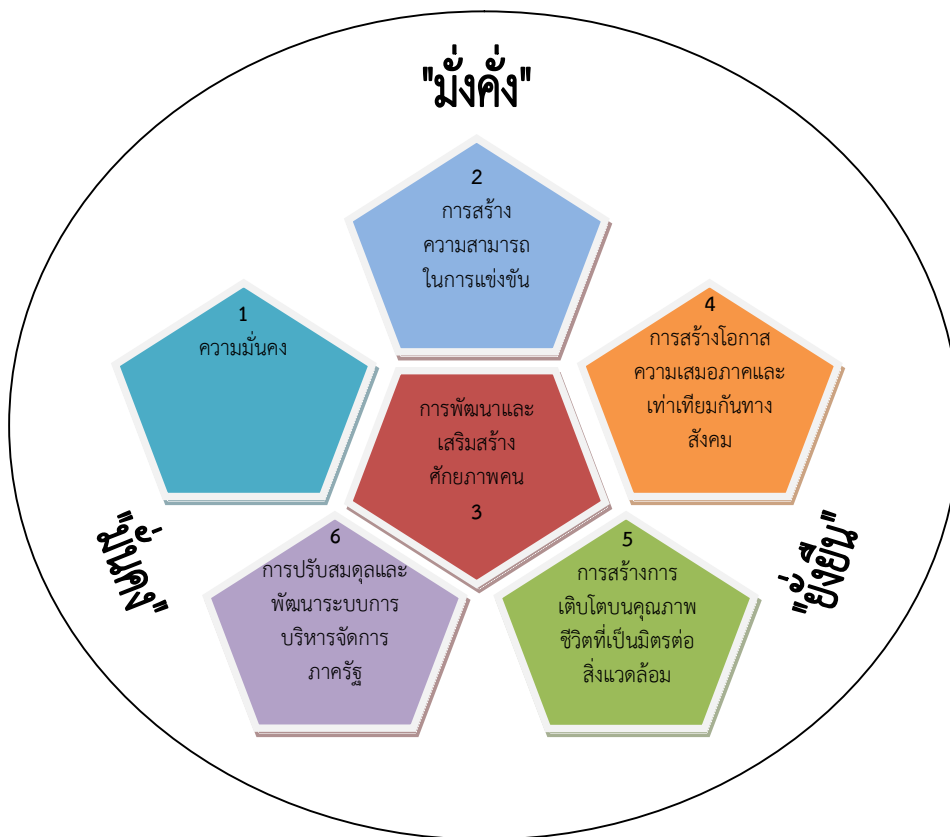 "มั่งคั่ง"
2
การสร้าง
ความสามารถ
ในการแข่งขัน
1
ความมั่นคง
4
การสร้างโอกาส
ความเสมอภาคและ
เท่าเทียมกันทาง
สังคม
การพัฒนาและ
เสริมสร้าง
ศักยภาพคน
3
"มั่นคง"
6
การปรับสมดุลและ
พัฒนาระบบการ
บริหารจัดการ
ภาครัฐ
5
การสร้างการ
เติบโตบนคุณภาพ
ชีวิตที่เป็นมิตรต่อ
สิ่งแวดล้อม
"ยั่งยืน"